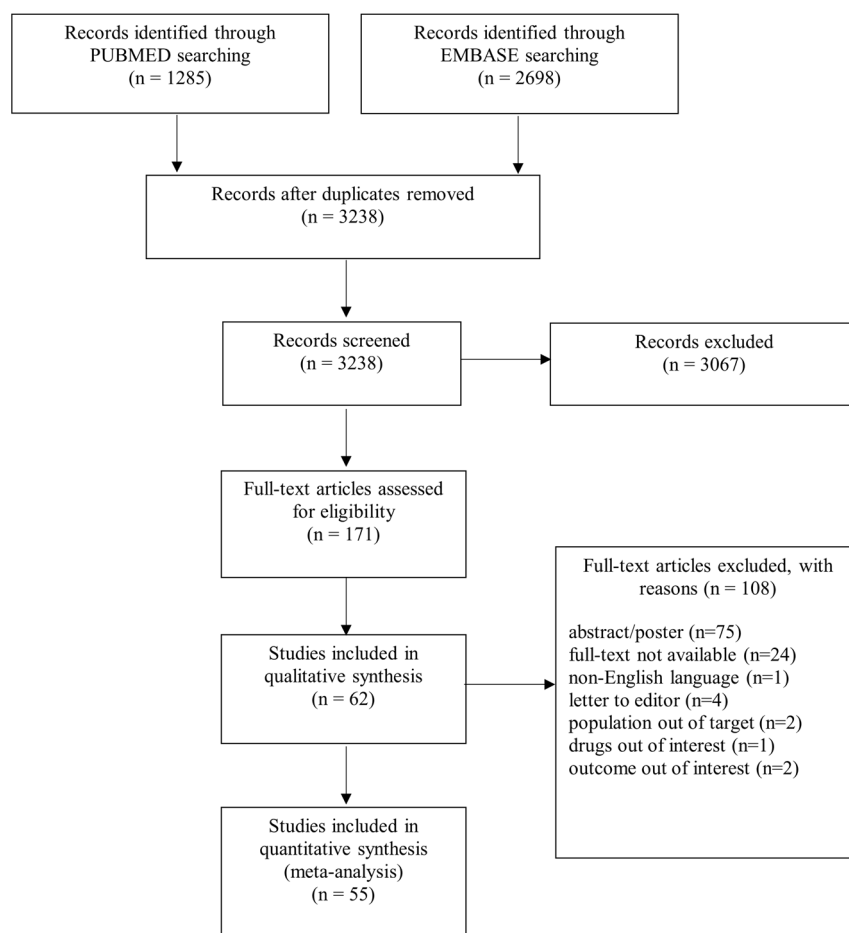 Records identified through
PUBMED searching
(n = 1285)
Records identified through
EMBASE searching
(n = 2698)
Records after duplicates removed
(n = 3238)
Records screened
(n = 3238)
Records excluded
(n = 3067)
Full-text articles assessed
for eligibility
(n = 171)
Full-text articles excluded, with
reasons (n = 108)
abstract/poster (n=75)
full-text not available (n=24)
non-English language (n=1)
letter to editor (n=4)
population out of target (n=2)
drugs out of interest (n=1)
outcome out of interest (n=2)
Studies included in
qualitative synthesis
(n = 62)
Studies included in
quantitative synthesis
(meta-analysis)
(n = 55)